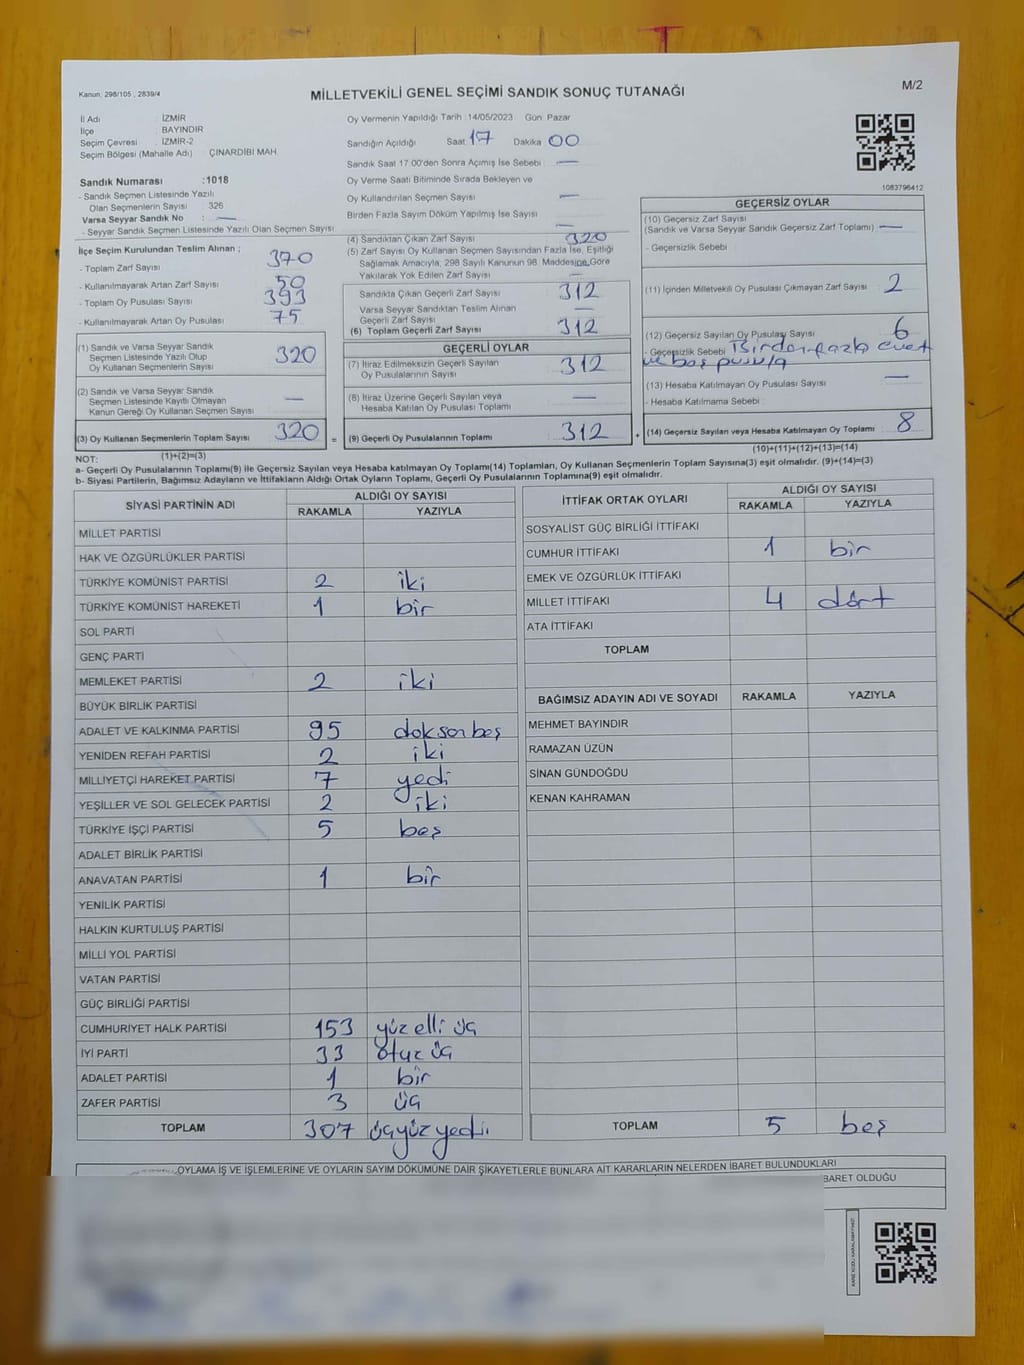 Kanun: 298/105 , 2839/4
MİLLETVEKİLİ GENEL SEÇİMİ SANDIK SONUÇ TUTANAĞI
M/2
İl Adı : İZMİR
İlçe : BAYINDIR
Seçim Çevresi : İZMİR-2
Seçim Bölgesi (Mahalle Adı) : ÇINARDİBİ MAH.
Sandık Numarası :1018
- Sandık Seçmen Listesinde Yazılı
Olan Seçmenlerin Sayısı : 326
Varsa Seyyar Sandık No : —
- Seyyar Sandık Seçmen Listesinde Yazılı Olan Seçmen Sayısı
Oy Vermenin Yapıldığı Tarih :14/05/2023 Gün: Pazar
Sandığın Açıldığı Saat 17 Dakika 00
Sandık Saat 17.00'den Sonra Açımış İse Sebebi —
Oy Verme Saati Bitiminde Sırada Bekleyen ve
Oy Kullandırılan Seçmen Sayısı —
Birden Fazla Sayım Döküm Yapılmış İse Sayısı —
1083796412
İlçe Seçim Kurulundan Teslim Alınan ;
- Toplam Zarf Sayısı 370
- Kullanılmayarak Artan Zarf Sayısı 50
- Toplam Oy Pusulası Sayısı 393
- Kullanılmayarak Artan Oy Pusulası 75
(1) Sandık ve Varsa Seyyar Sandık
Seçmen Listesinde Yazılı Olup
Oy Kullanan Seçmenlerin Sayısı 320
(2) Sandık ve Varsa Seyyar Sandık
Seçmen Listesinde Kayıtlı Olmayan
Kanun Gereği Oy Kullanan Seçmen Sayısı —
(3) Oy Kullanan Seçmenlerin Toplam Sayısı 320 =
(1)+(2)=(3)
(4) Sandıktan Çıkan Zarf Sayısı 320
(5) Zarf Sayısı Oy Kullanan Seçmen Sayısından Fazla İse, Eşitliği
Sağlamak Amacıyla, 298 Sayılı Kanunun 98. Maddesine Göre
Yakılarak Yok Edilen Zarf Sayısı —
Sandıkta Çıkan Geçerli Zarf Sayısı 312
Varsa Seyyar Sandıktan Teslim Alınan
Geçerli Zarf Sayısı
(6) Toplam Geçerli Zarf Sayısı 312
GEÇERLİ OYLAR
(7) İtiraz Edilmeksizin Geçerli Sayılan
Oy Pusulalarının Sayısı 312
(8) İtiraz Üzerine Geçerli Sayılan veya
Hesaba Katılan Oy Pusulası Toplamı —
(9) Geçerli Oy Pusulalarının Toplamı 312 +
GEÇERSİZ OYLAR
(10) Geçersiz Zarf Sayısı
(Sandık ve Varsa Seyyar Sandık Geçersiz Zarf Toplamı) —
- Geçersizlik Sebebi
(11) İçinden Milletvekili Oy Pusulası Çıkmayan Zarf Sayısı 2
(12) Geçersiz Sayılan Oy Pusulası Sayısı 6
- Geçersizlik Sebebi Birden fazla evet
ve boş pusula
(13) Hesaba Katılmayan Oy Pusulası Sayısı —
- Hesaba Katılmama Sebebi :
(14) Geçersiz Sayılan veya Hesaba Katılmayan Oy Toplamı 8
(10)+(11)+(12)+(13)=(14)
NOT:
a- Geçerli Oy Pusulalarının Toplamı(9) ile Geçersiz Sayılan veya Hesaba katılmayan Oy Toplamı(14) Toplamları, Oy Kullanan Seçmenlerin Toplam Sayısına(3) eşit olmalıdır. (9)+(14)=(3)
b- Siyasi Partilerin, Bağımsız Adayların ve İttifakların Aldığı Ortak Oyların Toplamı, Geçerli Oy Pusulalarının Toplamına(9) eşit olmalıdır.
SİYASİ PARTİNİN ADI ALDIĞI OY SAYISI
RAKAMLA YAZIYLA
MİLLET PARTİSİ
HAK VE ÖZGÜRLÜKLER PARTİSİ
TÜRKİYE KOMÜNİST PARTİSİ 2 iki
TÜRKİYE KOMÜNİST HAREKETİ 1 bir
SOL PARTİ
GENÇ PARTİ
MEMLEKET PARTİSİ 2 iki
BÜYÜK BİRLİK PARTİSİ
ADALET VE KALKINMA PARTİSİ 95 doksanbeş
YENİDEN REFAH PARTİSİ 2 iki
MİLLİYETÇİ HAREKET PARTİSİ 7 yedi
YEŞİLLER VE SOL GELECEK PARTİSİ 2 iki
TÜRKİYE İŞÇİ PARTİSİ 5 beş
ADALET BİRLİK PARTİSİ
ANAVATAN PARTİSİ 1 bir
YENİLİK PARTİSİ
HALKIN KURTULUŞ PARTİSİ
MİLLİ YOL PARTİSİ
VATAN PARTİSİ
GÜÇ BİRLİĞİ PARTİSİ
CUMHURİYET HALK PARTİSİ 153 yüz elli üç
İYİ PARTİ 33 otuz üç
ADALET PARTİSİ 1 bir
ZAFER PARTİSİ 3 üç
TOPLAM 307 üçyüzyedi
İTTİFAK ORTAK OYLARI ALDIĞI OY SAYISI
RAKAMLA YAZIYLA
SOSYALİST GÜÇ BİRLİĞİ İTTİFAKI
CUMHUR İTTİFAKI 1 bir
EMEK VE ÖZGÜRLÜK İTTİFAKI
MİLLET İTTİFAKI 4 dört
ATA İTTİFAKI
TOPLAM
BAĞIMSIZ ADAYIN ADI VE SOYADI RAKAMLA YAZIYLA
MEHMET BAYINDIR
RAMAZAN ÜZÜN
SİNAN GÜNDOĞDU
KENAN KAHRAMAN
TOPLAM 5 beş
OYLAMA İŞ VE İŞLEMLERİNE VE OYLARIN SAYIM DÖKÜMÜNE DAİR ŞİKAYETLERLE BUNLARA AİT KARARLARIN NELERDEN İBARET BULUNDUKLARI
BARET OLDUĞU